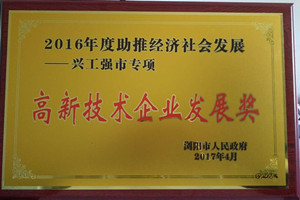 2016年度助推经济社会发展
——兴工强市专项
高新技术企业发展奖
浏阳市人民政府
2017年4月